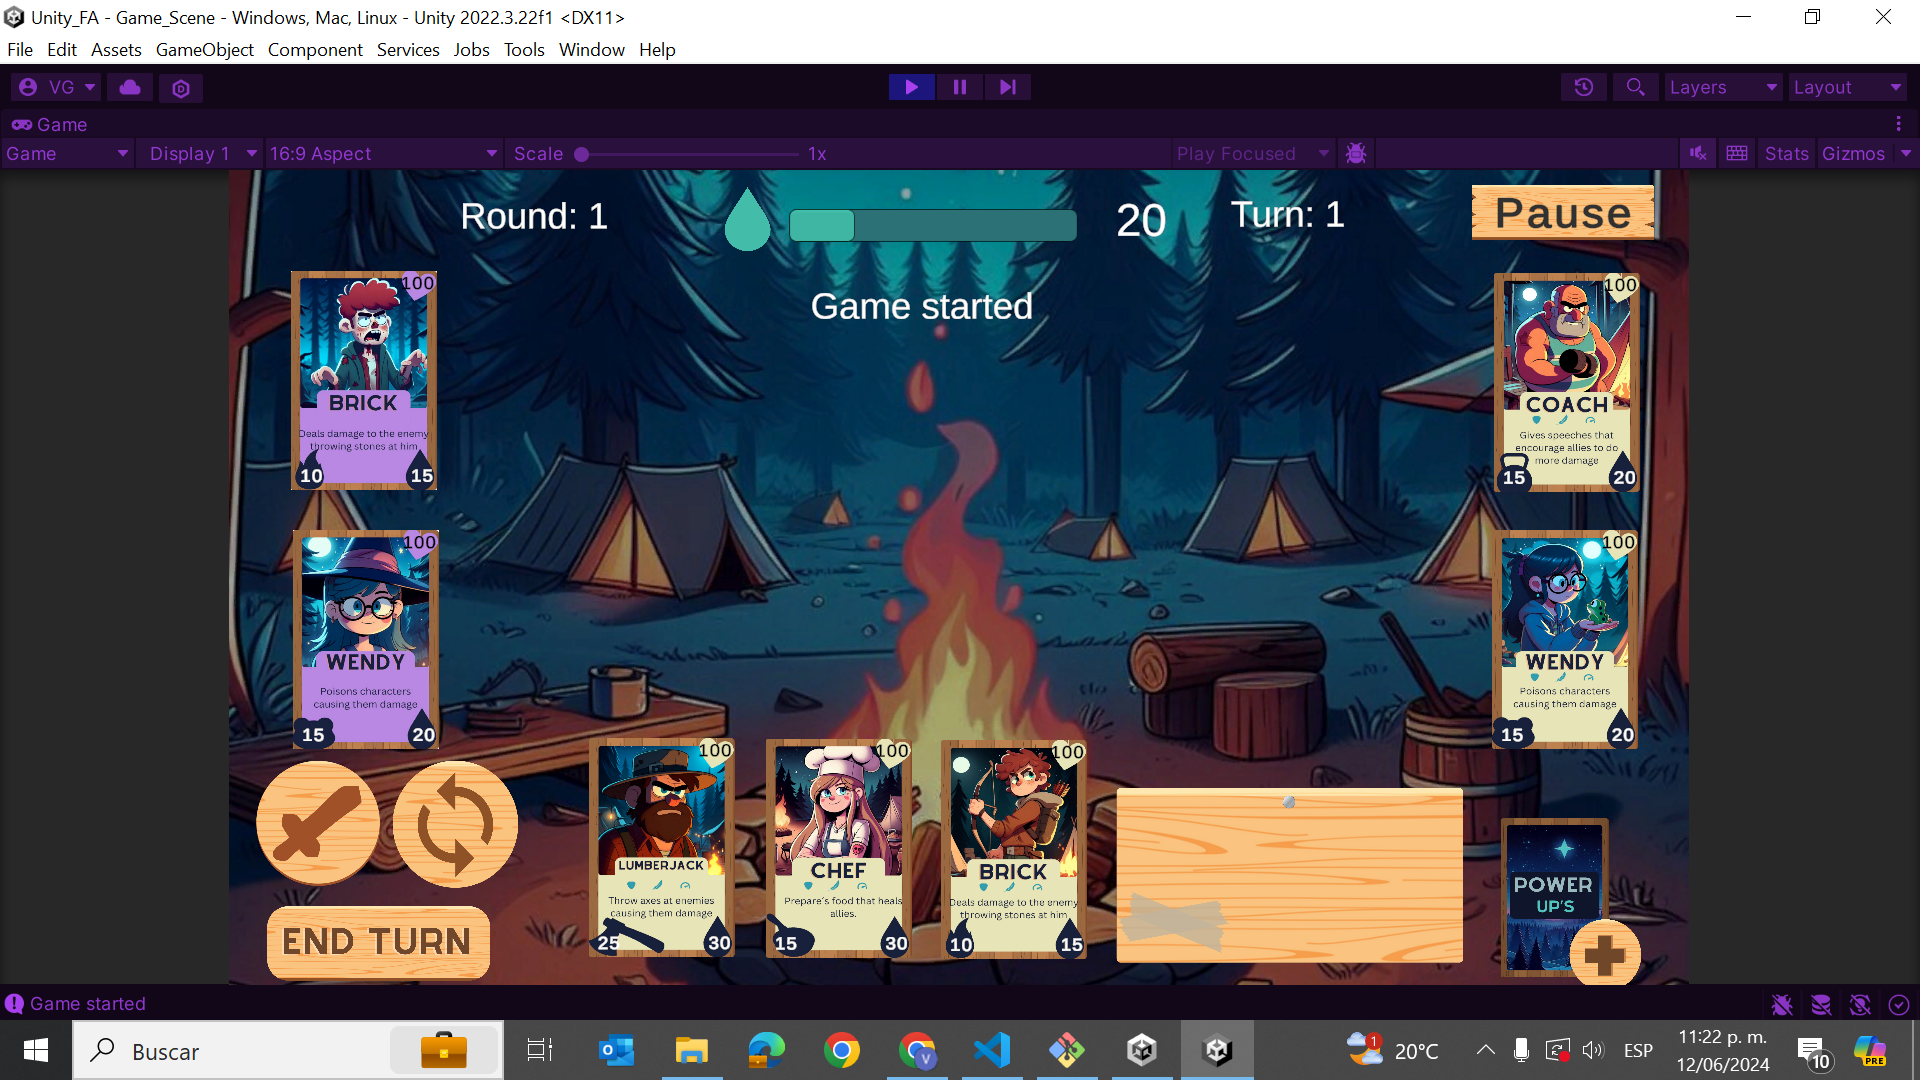 Unity_FA - Game_Scene - Windows, Mac, Linux - Unity 2022.3.22f1 <DX11>
File Edit Assets GameObject Component Services Jobs Tools Window Help
VG Layers Layout
Game
Game Display 1 16:9 Aspect Scale 1x Play Focused Stats Gizmos
Round: 1 20 Turn: 1 Pause
Game started
100
BRICK
Deals damage to the enemy
throwing stones at him
10 15
100
COACH
Gives speeches that
encourage allies to do
more damage
15 20
100
WENDY
Poisons characters
causing them damage
15 20
100
WENDY
Poisons characters
causing them damage
15 20
END TURN
100
LUMBERJACK
Throw axes at enemies
causing them damage
25 30
100
CHEF
Prepare´s food that heals
allies.
15 30
100
BRICK
Deals damage to the enemy
throwing stones at him
10 15
POWER
UP'S
Game started
Buscar
1
20°C
ESP
11:22 p. m.
12/06/2024
10
PRE
V